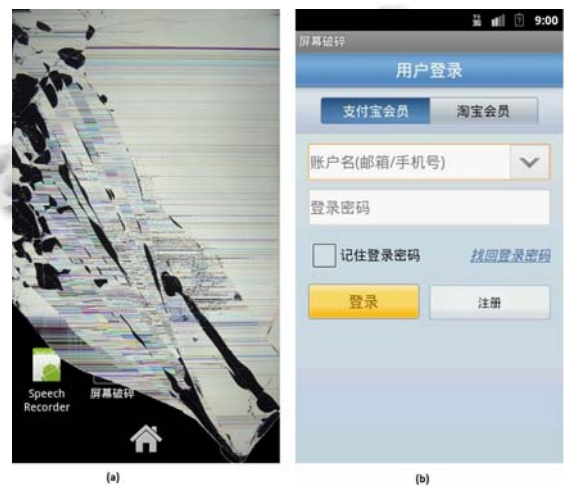 Speech
Recorder
屏幕破碎
(a)
9:00
屏幕破碎
用户登录
支付宝会员
淘宝会员
账户名(邮箱/手机号)
登录密码
记住登录密码
找回登录密码
登录
注册
(b)